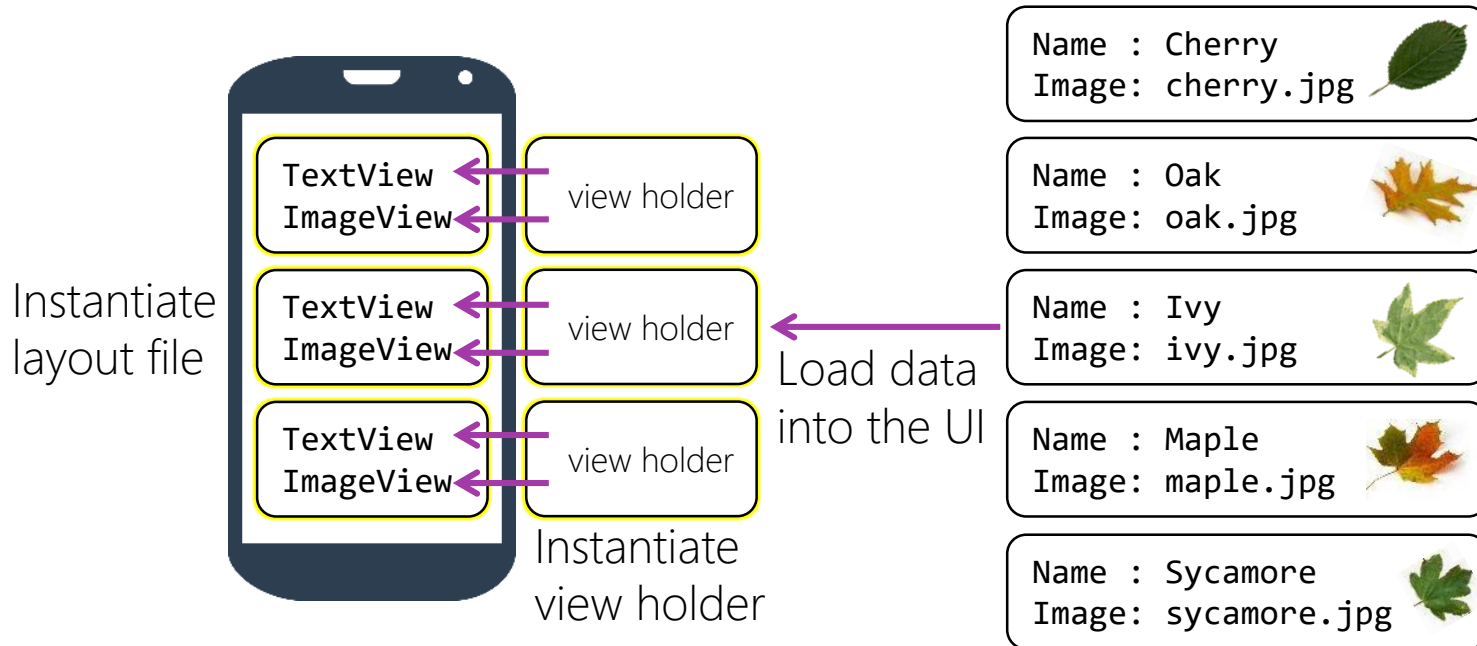 Instantiate
layout file
TextView
ImageView
TextView
ImageView
TextView
ImageView
view holder
view holder
view holder
Instantiate
view holder
Load data
into the UI
Name : Cherry
Image: cherry.jpg
Name : Oak
Image: oak.jpg
Name : Ivy
Image: ivy.jpg
Name : Maple
Image: maple.jpg
Name : Sycamore
Image: sycamore.jpg